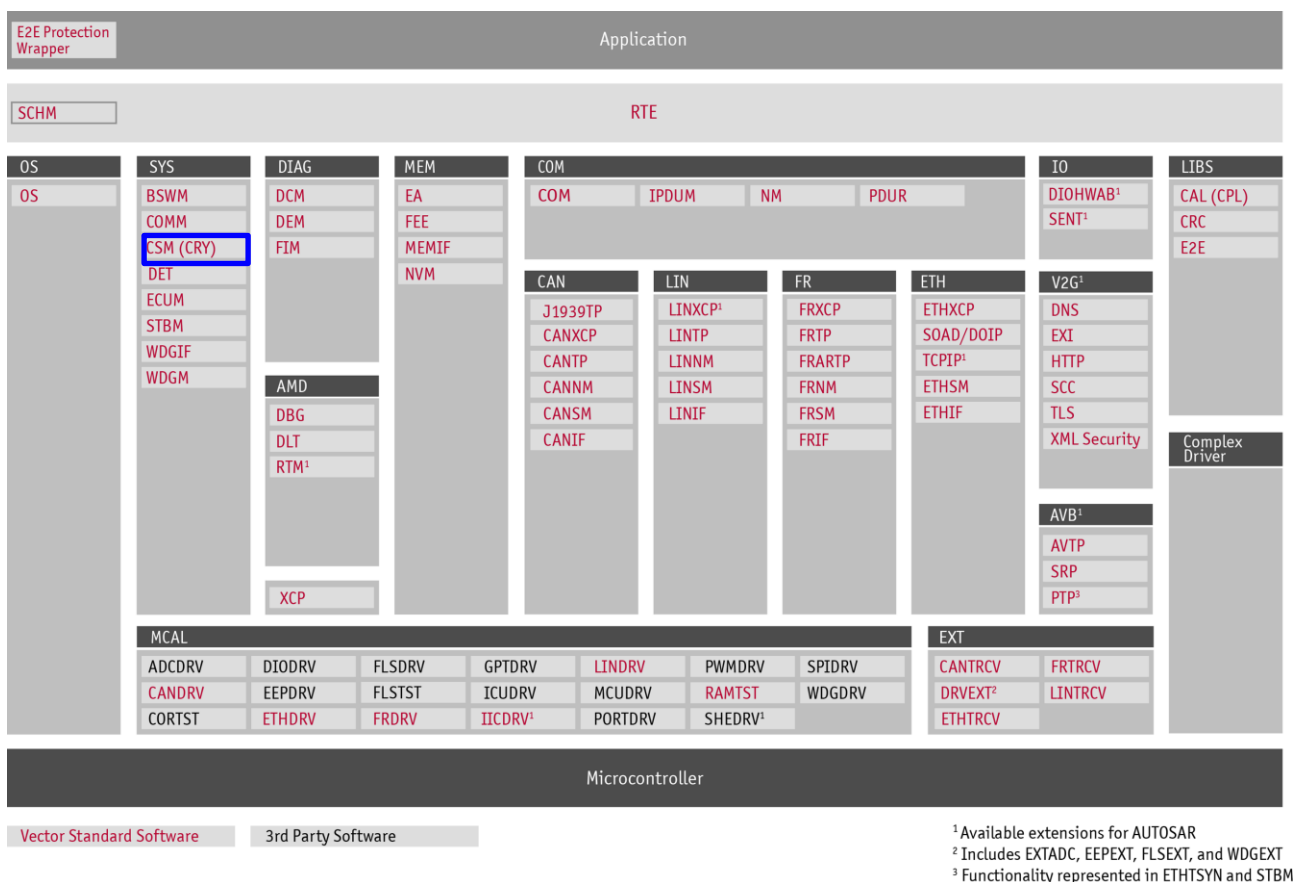 E2E Protection
Wrapper
Application
SCHM
RTE
OS
OS
SYS
BSWM
COMM
CSM (CRY)
DET
ECUM
STBM
WDGIF
WDGM
DIAG
DCM
DEM
FIM
AMD
DBG
DLT
RTM¹
XCP
MEM
EA
FEE
MEMIF
NVM
COM
COM IPDUM NM PDUR
CAN
J1939TP
CANXCP
CANTP
CANNM
CANSM
CANIF
LIN
LINXCP¹
LINTP
LINNM
LINSM
LINIF
FR
FRXCP
FRTP
FRARTP
FRNM
FRSM
FRIF
ETH
ETHXCP
SOAD/DOIP
TCPIP¹
ETHSM
ETHIF
IO
DIOHWAB¹
SENT¹
V2G¹
DNS
EXI
HTTP
SCC
TLS
XML Security
AVB¹
AVTP
SRP
PTP³
LIBS
CAL (CPL)
CRC
E2E
Complex
Driver
MCAL
ADCDRV DIODRV FLSDRV GPTDRV LINDRV PWMDRV SPIDRV
CANDRV EEPDRV FLSTST ICUDRV MCUDRV RAMTST WDGDRV
CORTST ETHDRV FRDRV IICDRV¹ PORTDRV SHEDRV¹
EXT
CANTRCV FRTRCV
DRVEXT² LINTRCV
ETHTRCV
Microcontroller
Vector Standard Software
3rd Party Software
¹ Available extensions for AUTOSAR
² Includes EXTADC, EEPEXT, FLSEXT, and WDGEXT
³ Functionality represented in ETHTSYN and STBM